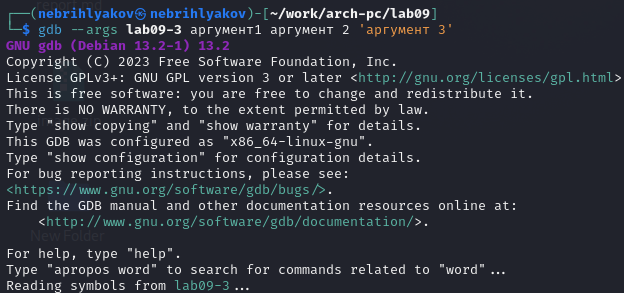 report.md
┌──(nebrihlyakov㉿nebrihlyakov)-[~/work/arch-pc/lab09]
└─$ gdb --args lab09-3 аргумент1 аргумент 2 'аргумент 3'
GNU gdb (Debian 13.2-1) 13.2
Copyright (C) 2023 Free Software Foundation, Inc.
License GPLv3+: GNU GPL version 3 or later <http://gnu.org/licenses/gpl.html>
This is free software: you are free to change and redistribute it.
There is NO WARRANTY, to the extent permitted by law.
Type "show copying" and "show warranty" for details.
This GDB was configured as "x86_64-linux-gnu".
Type "show configuration" for configuration details.
For bug reporting instructions, please see:
<https://www.gnu.org/software/gdb/bugs/>.
Find the GDB manual and other documentation resources online at:
    <http://www.gnu.org/software/gdb/documentation/>.
New Folder
For help, type "help".
Type "apropos word" to search for commands related to "word"...
Reading symbols from lab09-3...